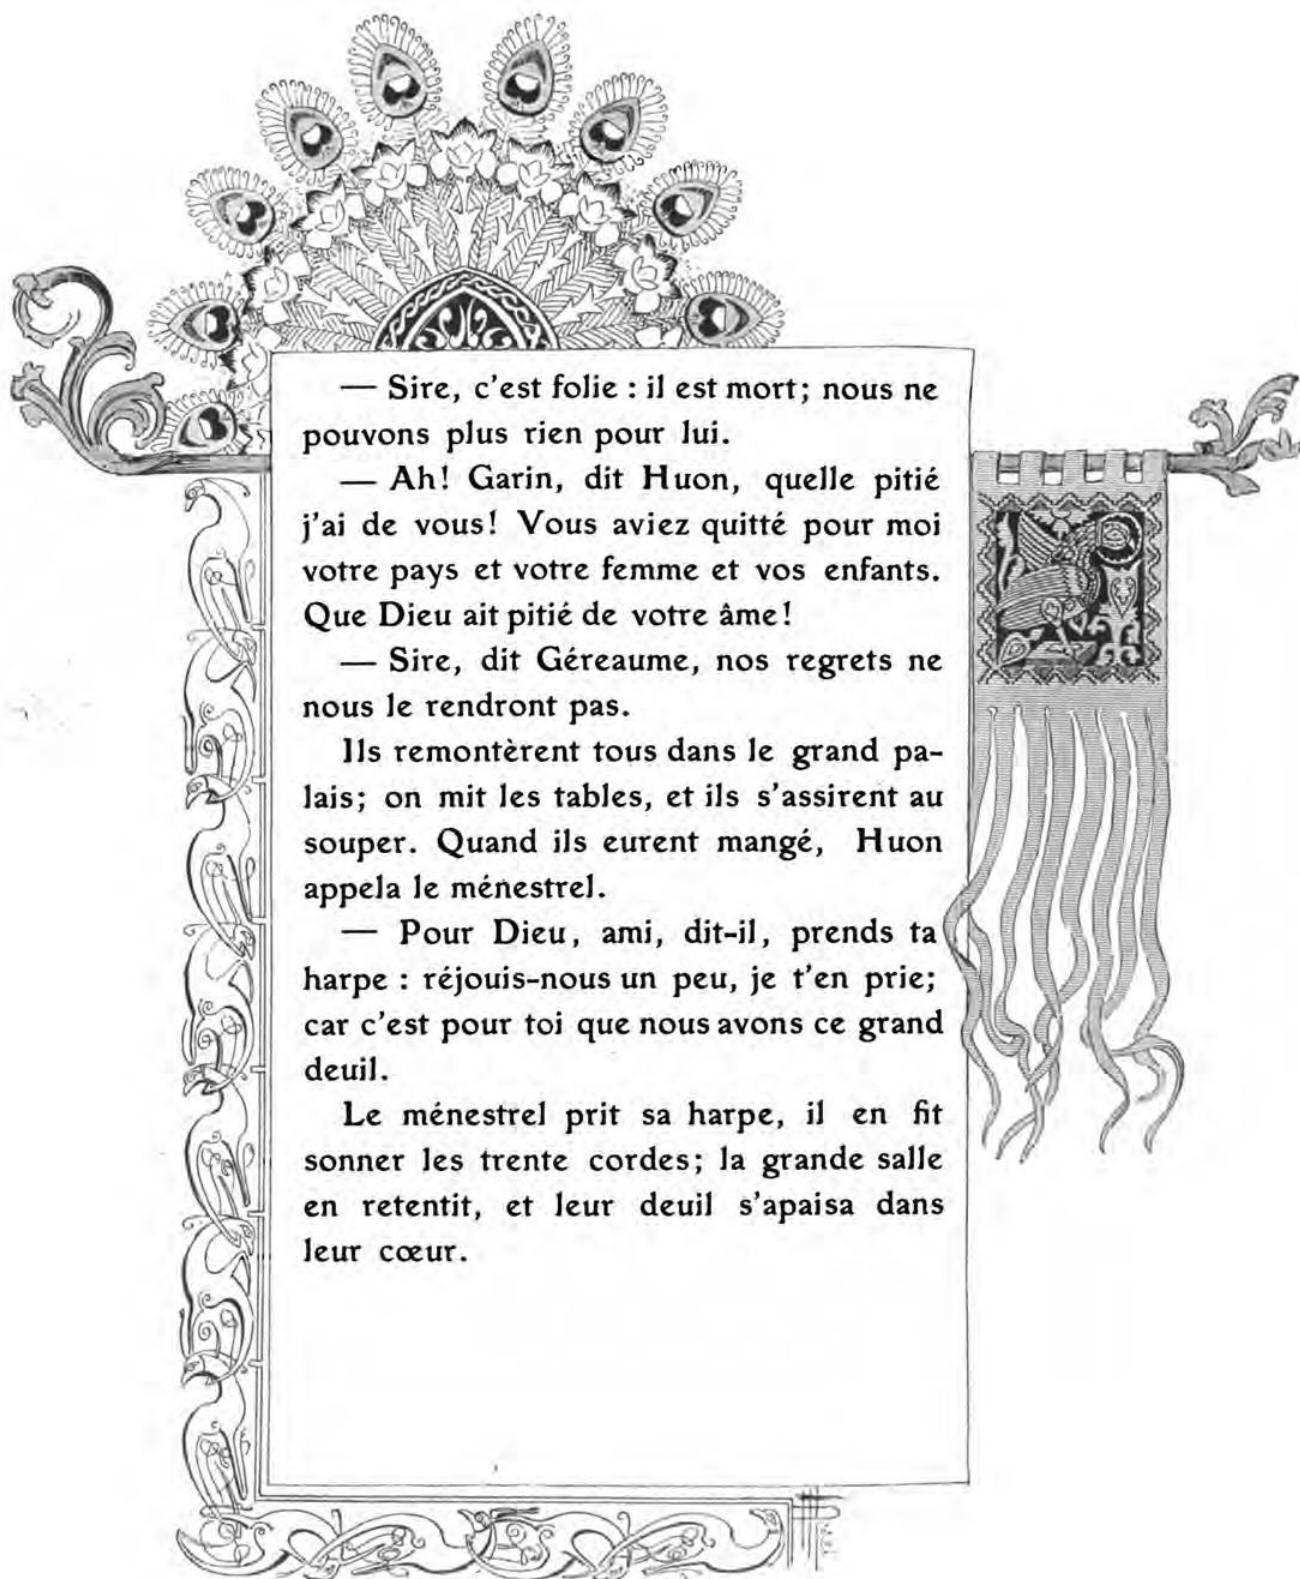 — Sire, c'est folie : il est mort; nous ne
pouvons plus rien pour lui.
— Ah! Garin, dit Huon, quelle pitié
j'ai de vous! Vous aviez quitté pour moi
votre pays et votre femme et vos enfants.
Que Dieu ait pitié de votre âme!
— Sire, dit Géreaume, nos regrets ne
nous le rendront pas.
Ils remontèrent tous dans le grand pa-
lais; on mit les tables, et ils s'assirent au
souper. Quand ils eurent mangé, Huon
appela le ménestrel.
— Pour Dieu, ami, dit-il, prends ta
harpe : réjouis-nous un peu, je t'en prie;
car c'est pour toi que nous avons ce grand
deuil.
Le ménestrel prit sa harpe, il en fit
sonner les trente cordes; la grande salle
en retentit, et leur deuil s'apaisa dans
leur cœur.